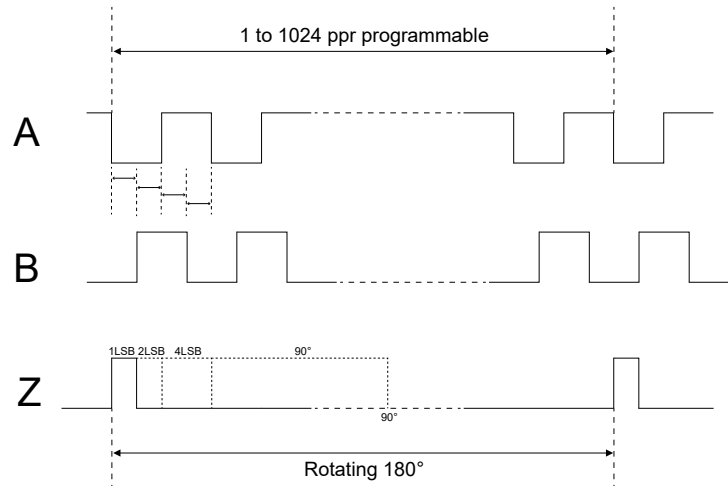 1 to 1024 ppr programmable
A
B
1LSB 2LSB 4LSB 90°
Z
90°
Rotating 180°